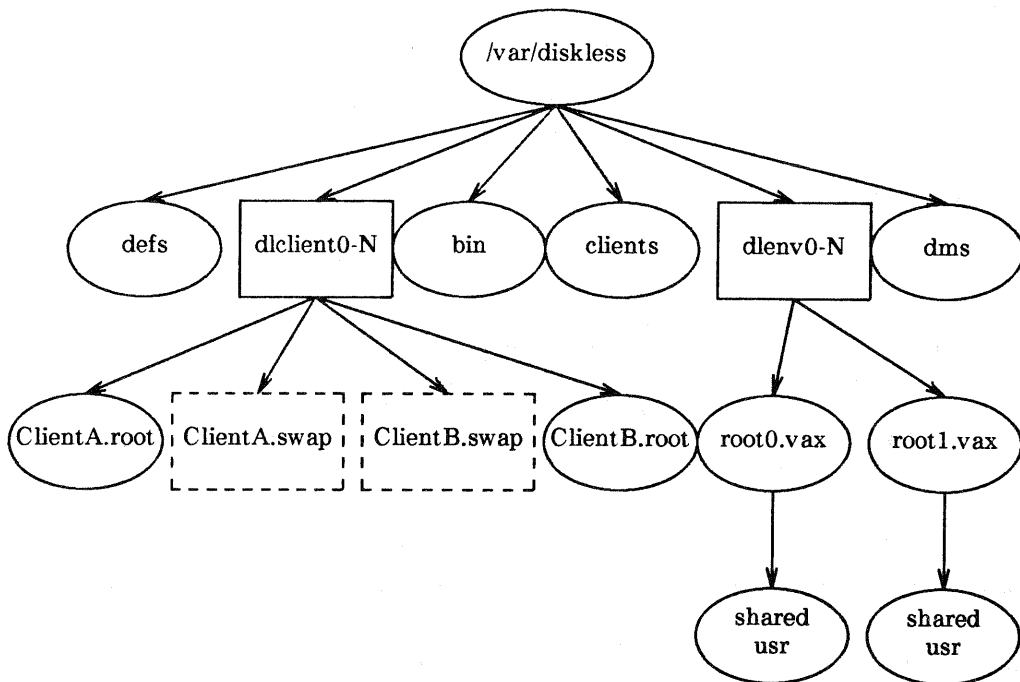 /var/diskless
defs
dlclient0-N
bin
clients
dlenv0-N
dms
ClientA.root
ClientA.swap
ClientB.swap
ClientB.root
root0.vax
root1.vax
shared
usr
shared
usr